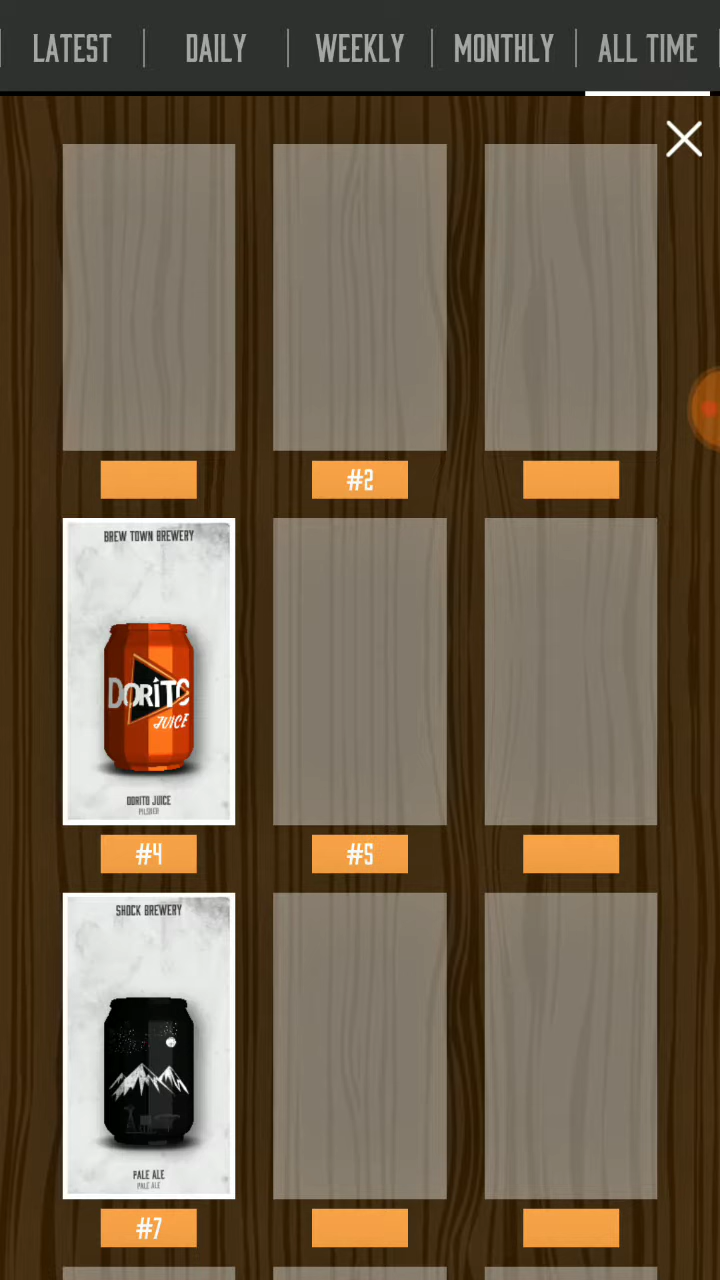 LATEST
DAILY
WEEKLY
MONTHLY
ALL TIME
#2
BREW TOWN BREWERY
DORITO
JUICE
DORITO JUICE
PILSNER
#4
#5
SHOCK BREWERY
PALE ALE
PALE ALE
#7